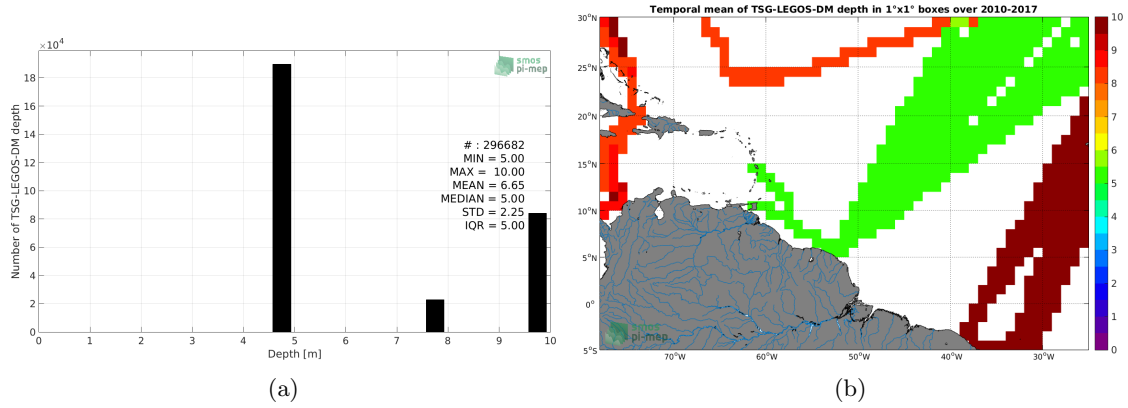 Temporal mean of TSG-LEGOS-DM depth in 1°x1° boxes over 2010-2017
×10⁴
18
16
14
12
10
8
6
4
2
0
Number of TSG-LEGOS-DM depth
smos
pi-mep
# : 296682
MIN = 5.00
MAX = 10.00
MEAN = 6.65
MEDIAN = 5.00
STD = 2.25
IQR = 5.00
0 1 2 3 4 5 6 7 8 9 10
Depth [m]
(a)
30°N
25°N
20°N
15°N
10°N
5°N
0°
5°S
70°W 60°W 50°W 40°W 30°W
smos
pi-mep
10
9
8
7
6
5
4
3
2
1
0
(b)